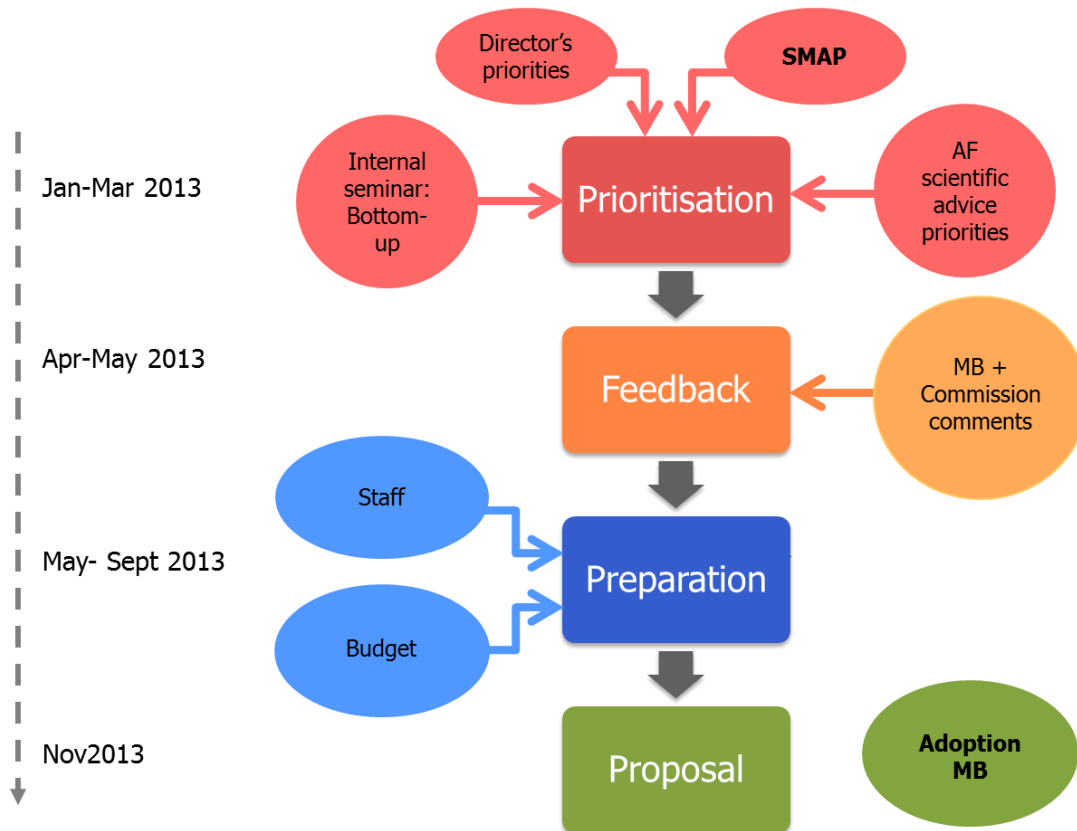 Director's
priorities
SMAP
Jan-Mar 2013
Internal
seminar:
Bottom-
up
Prioritisation
AF
scientific
advice
priorities
Apr-May 2013
Feedback
MB +
Commission
comments
Staff
May- Sept 2013
Preparation
Budget
Nov2013
Proposal
Adoption
MB